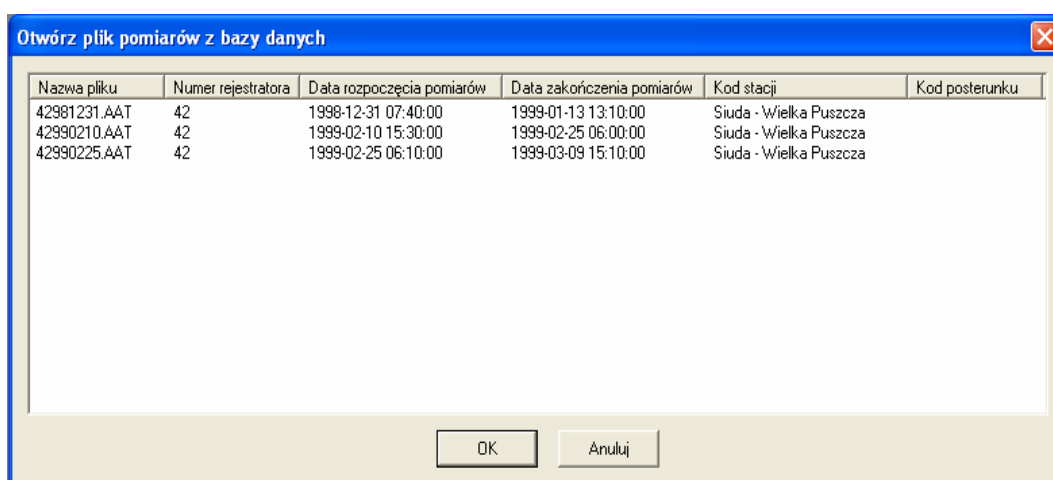 Otwórz plik pomiarów z bazy danych
Nazwa pliku Numer rejestratora Data rozpoczęcia pomiarów Data zakończenia pomiarów Kod stacji Kod posterunku
42981231.AAT 42 1998-12-31 07:40:00 1999-01-13 13:10:00 Siuda - Wielka Puszcza
42990210.AAT 42 1999-02-10 15:30:00 1999-02-25 06:00:00 Siuda - Wielka Puszcza
42990225.AAT 42 1999-02-25 06:10:00 1999-03-09 15:10:00 Siuda - Wielka Puszcza
OK Anuluj